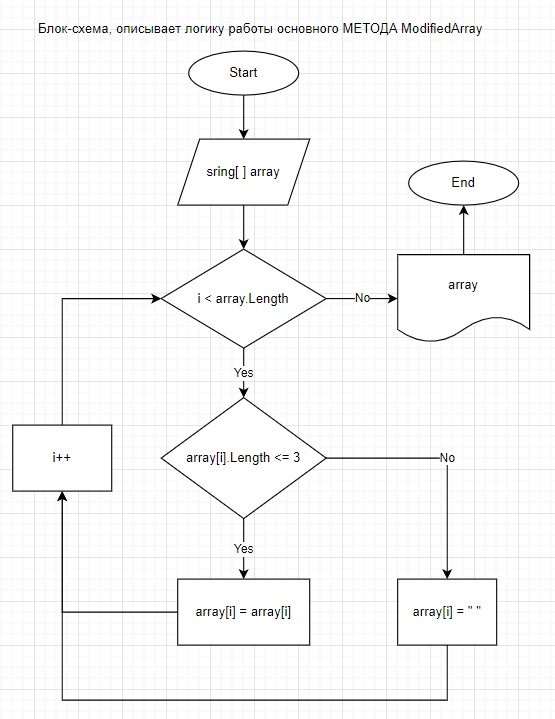 Блок-схема, описывает логику работы основного МЕТОДА ModifiedArray
Start
sring[ ] array
End
i < array.Length
No
array
Yes
i++
array[i].Length <= 3
No
Yes
array[i] = array[i]
array[i] = " "